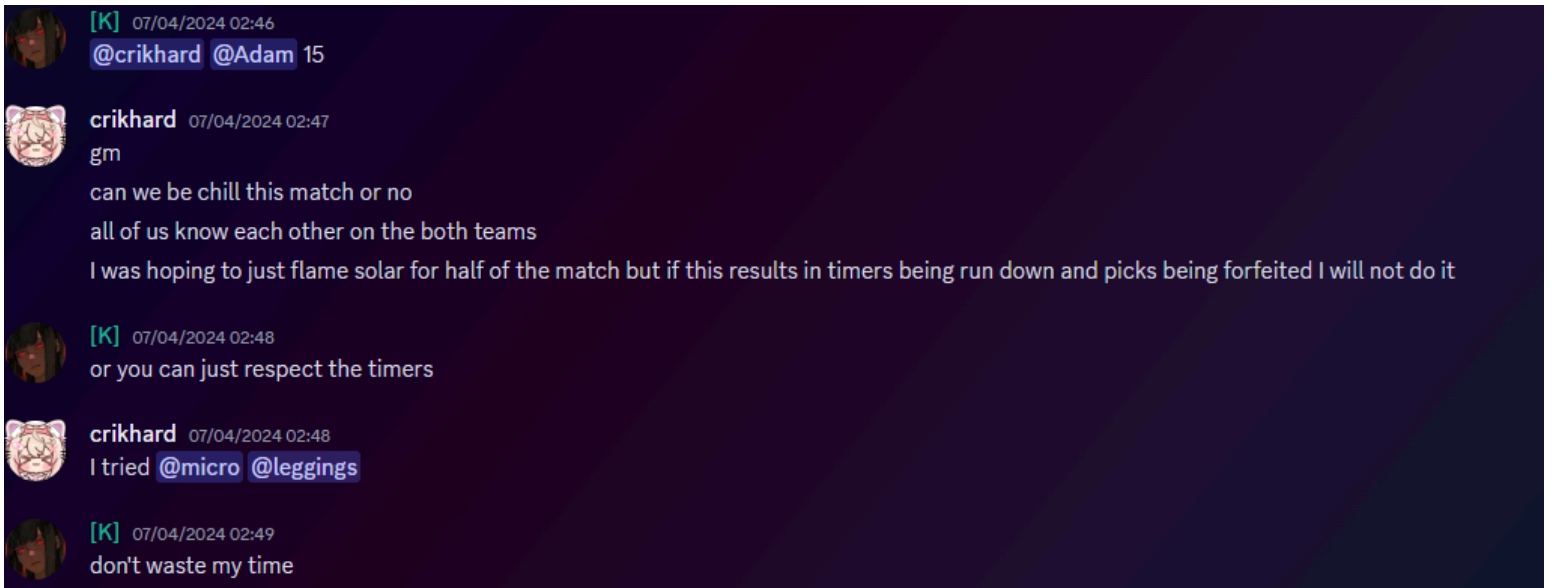 [K] 07/04/2024 02:46
@crikhard @Adam 15
crikhard 07/04/2024 02:47
gm
can we be chill this match or no
all of us know each other on the both teams
I was hoping to just flame solar for half of the match but if this results in timers being run down and picks being forfeited I will not do it
[K] 07/04/2024 02:48
or you can just respect the timers
crikhard 07/04/2024 02:48
I tried @micro @leggings
[K] 07/04/2024 02:49
don't waste my time